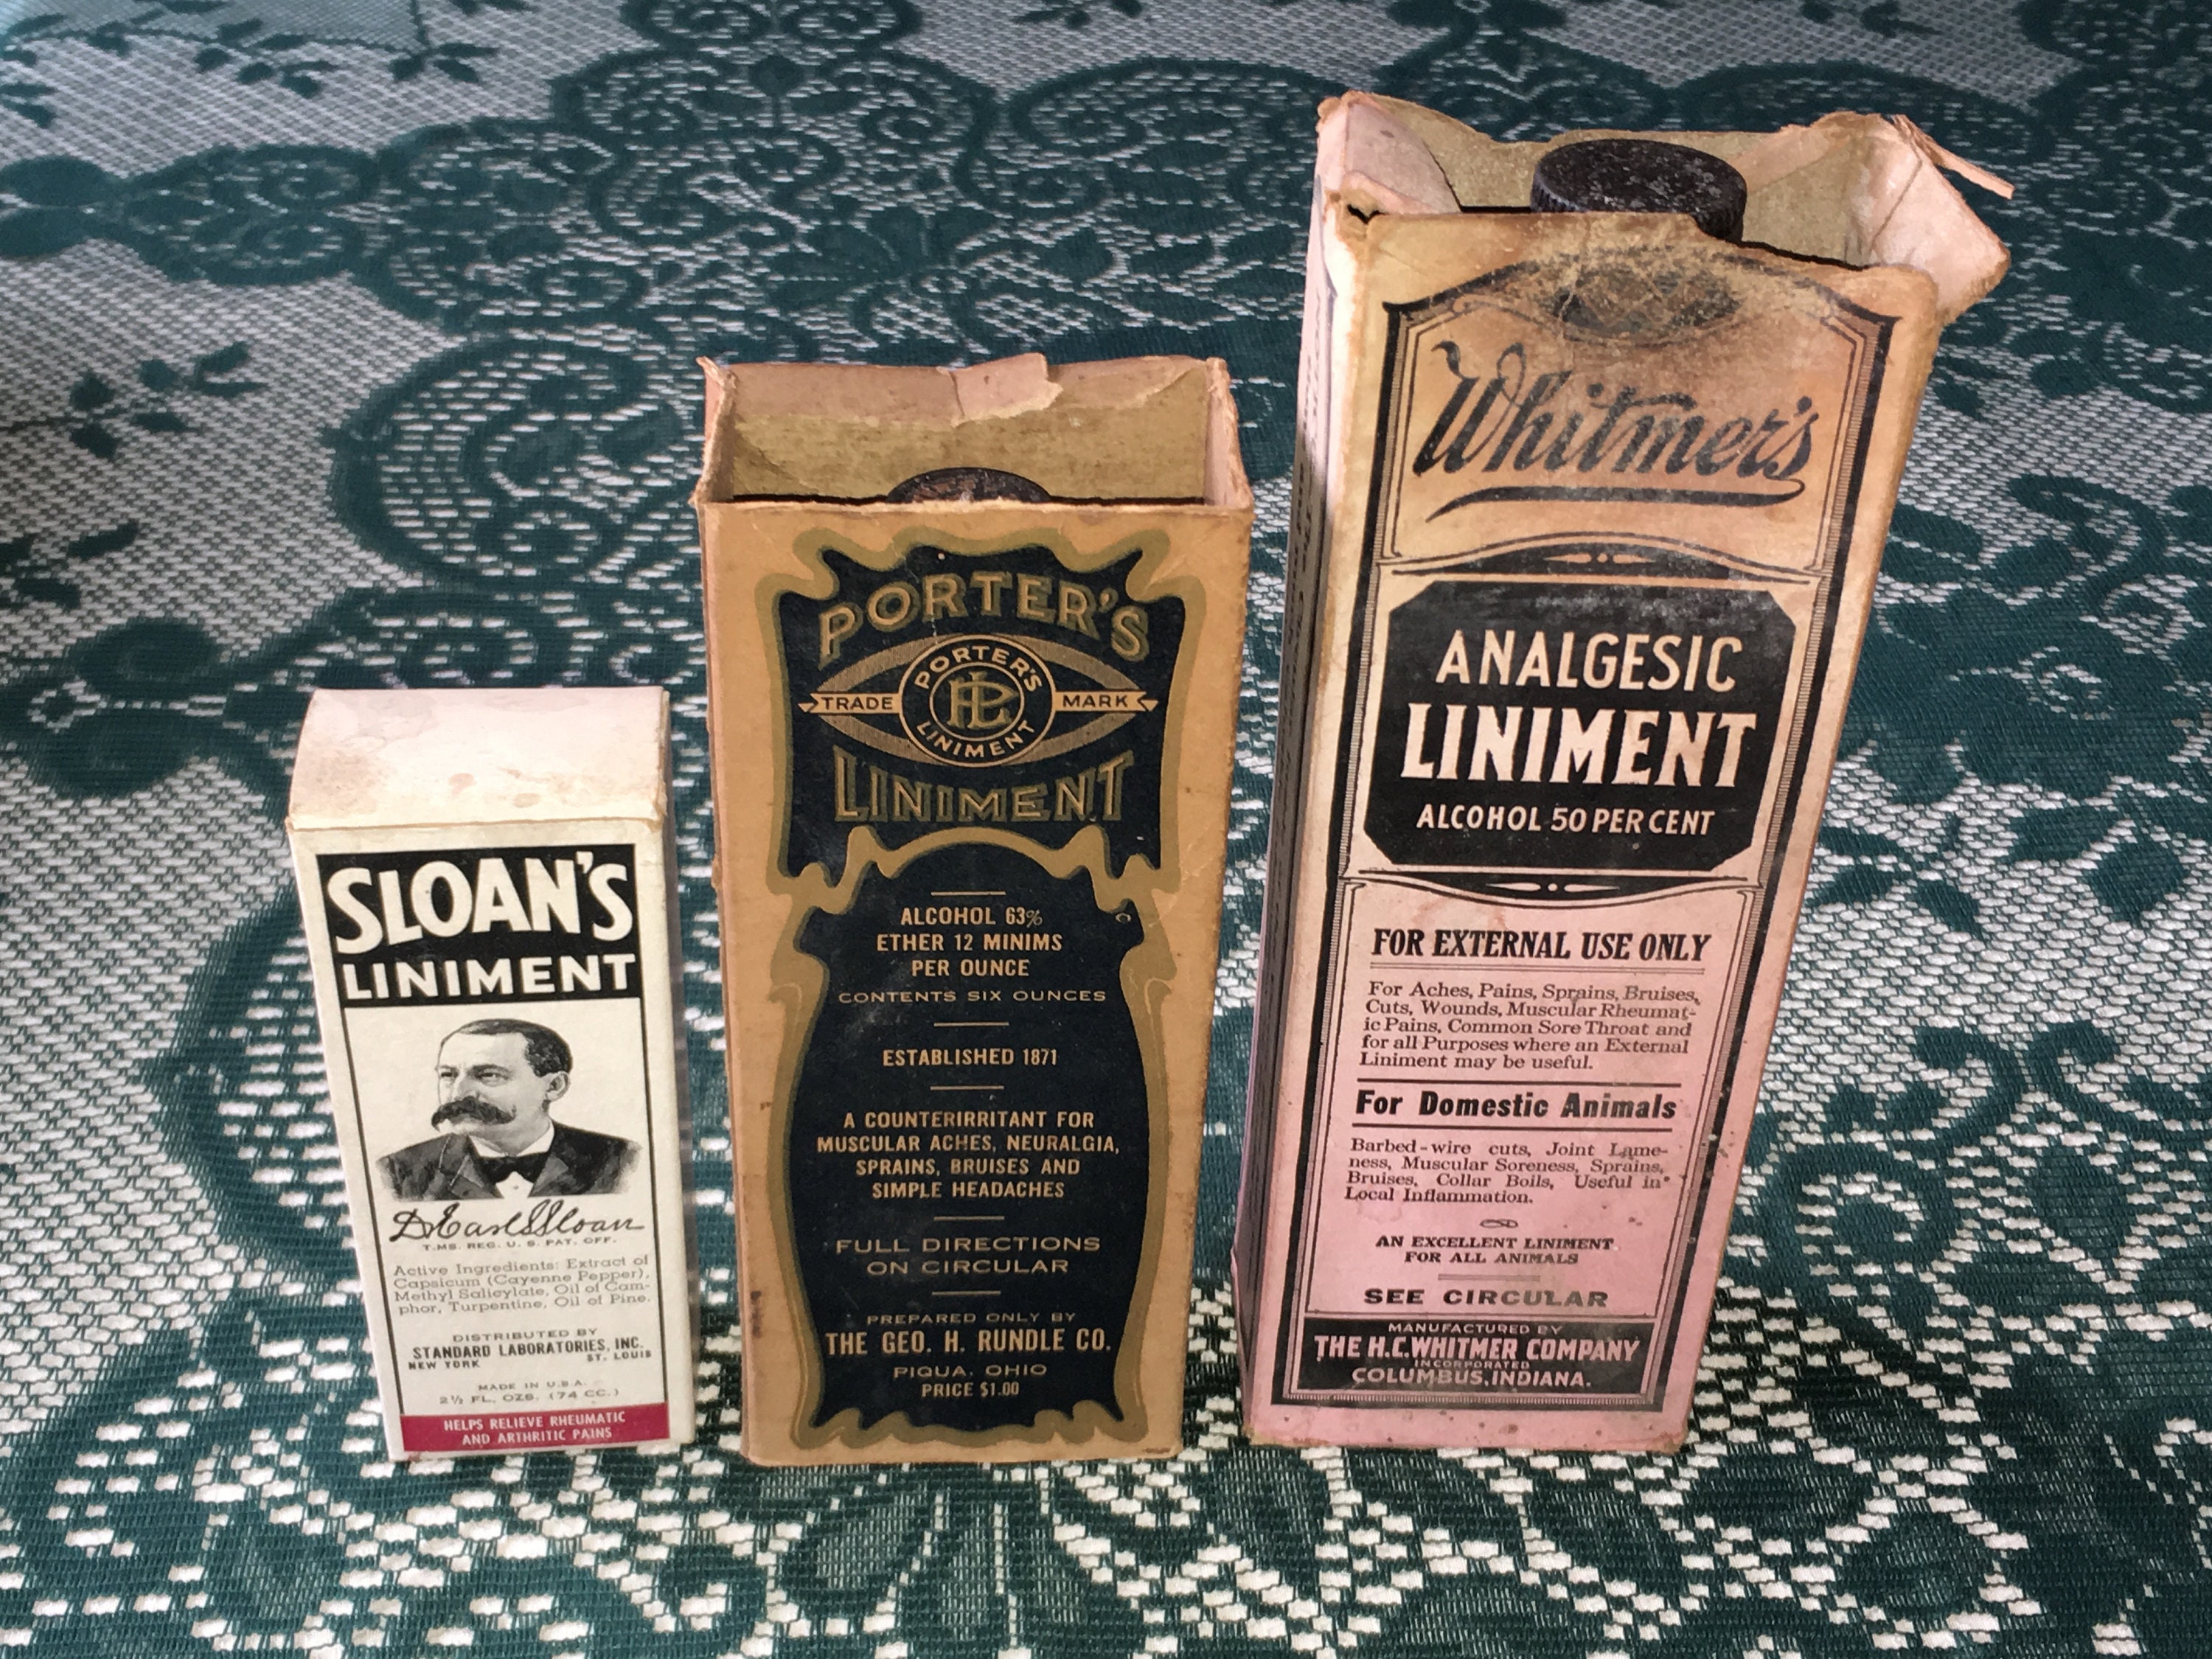 SLOAN'S
LINIMENT
Dr Earl S Sloan
T.MS. REG. U. S. PAT. OFF.
Active Ingredients: Extract of
Capsicum (Cayenne Pepper),
Methyl Salicylate, Oil of Cam-
phor, Turpentine, Oil of Pine.
DISTRIBUTED BY
STANDARD LABORATORIES, INC.
NEW YORK ST. LOUIS
MADE IN U.S.A.
2½ FL. OZS. (74 CC.)
HELPS RELIEVE RHEUMATIC
AND ARTHRITIC PAINS
PORTER'S
PORTER'S
TRADE PL MARK
LINIMENT
LINIMENT
ALCOHOL 63%
ETHER 12 MINIMS
PER OUNCE
CONTENTS SIX OUNCES
ESTABLISHED 1871
A COUNTERIRRITANT FOR
MUSCULAR ACHES, NEURALGIA,
SPRAINS, BRUISES AND
SIMPLE HEADACHES
FULL DIRECTIONS
ON CIRCULAR
PREPARED ONLY BY
THE GEO. H. RUNDLE CO.
PIQUA, OHIO
PRICE $1.00
Whitmer's
ANALGESIC
LINIMENT
ALCOHOL 50 PER CENT
FOR EXTERNAL USE ONLY
For Aches, Pains, Sprains, Bruises,
Cuts, Wounds, Muscular Rheumat-
ic Pains, Common Sore Throat and
for all Purposes where an External
Liniment may be useful.
For Domestic Animals
Barbed-wire cuts, Joint Lame-
ness, Muscular Soreness, Sprains,
Bruises, Collar Boils, Useful in
Local Inflammation.
AN EXCELLENT LINIMENT
FOR ALL ANIMALS
SEE CIRCULAR
MANUFACTURED BY
THE H.C. WHITMER COMPANY
INCORPORATED
COLUMBUS, INDIANA.